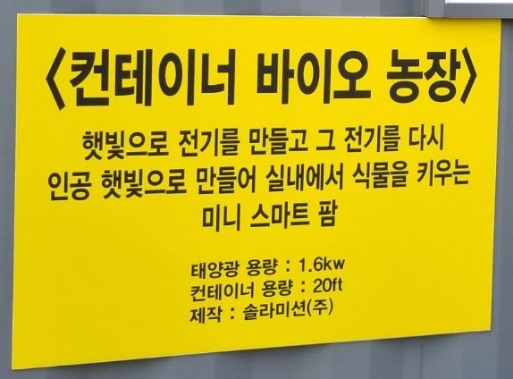 <컨테이너 바이오 농장>
햇빛으로 전기를 만들고 그 전기를 다시
인공 햇빛으로 만들어 실내에서 식물을 키우는
미니 스마트 팜
태양광 용량 : 1.6kw
컨테이너 용량 : 20ft
제작 : 솔라미션(주)